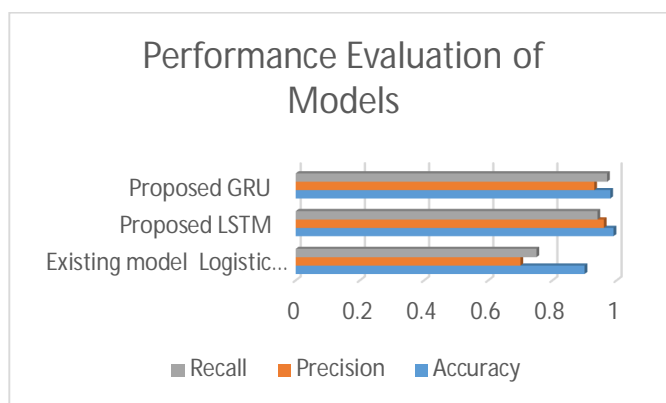 Performance Evaluation of
Models
Proposed GRU
Proposed LSTM
Existing model Logistic...
0 0.2 0.4 0.6 0.8 1
Recall Precision Accuracy